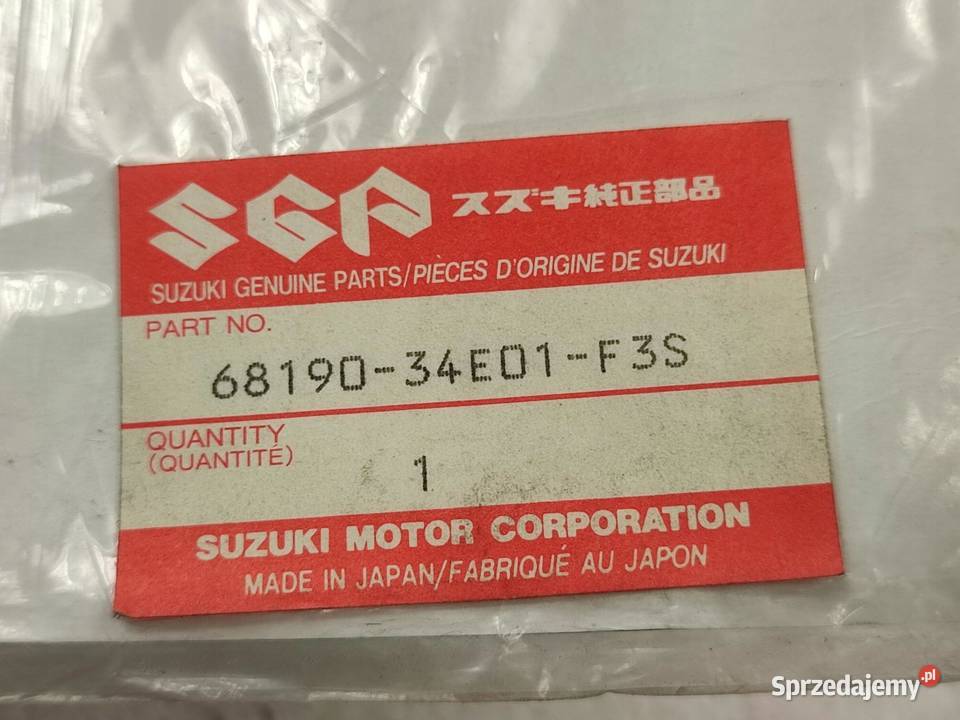 SGP スズキ純正部品
SUZUKI GENUINE PARTS/PIÈCES D'ORIGINE DE SUZUKI
PART NO.
68190-34E01-F3S
QUANTITY
(QUANTITÉ)
1
SUZUKI MOTOR CORPORATION
MADE IN JAPAN/FABRIQUÉ AU JAPON
Sprzedajemy.pl